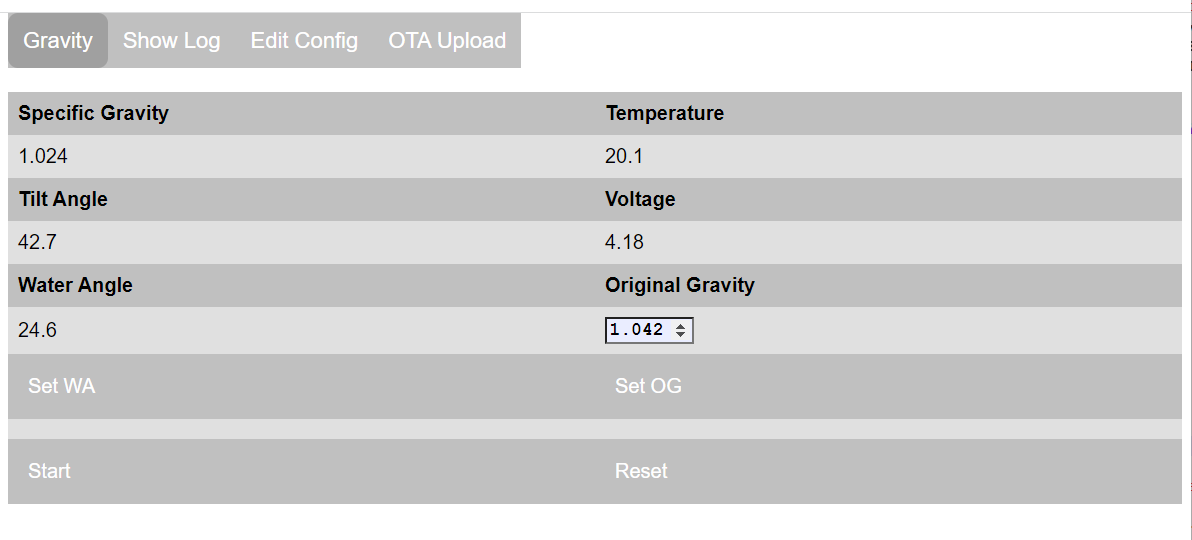 Gravity Show Log Edit Config OTA Upload
Specific Gravity Temperature
1.024 20.1
Tilt Angle Voltage
42.7 4.18
Water Angle Original Gravity
24.6 1.042
Set WA Set OG
Start Reset